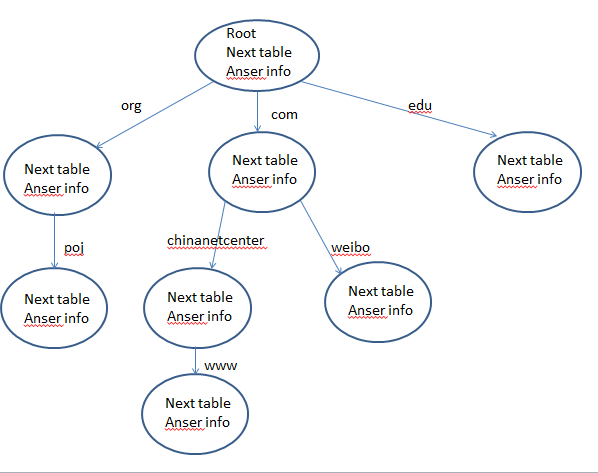 Root
Next table
Anser info
org
com
edu
Next table
Anser info
Next table
Anser info
Next table
Anser info
poj
chinanetcenter
weibo
Next table
Anser info
Next table
Anser info
Next table
Anser info
www
Next table
Anser info